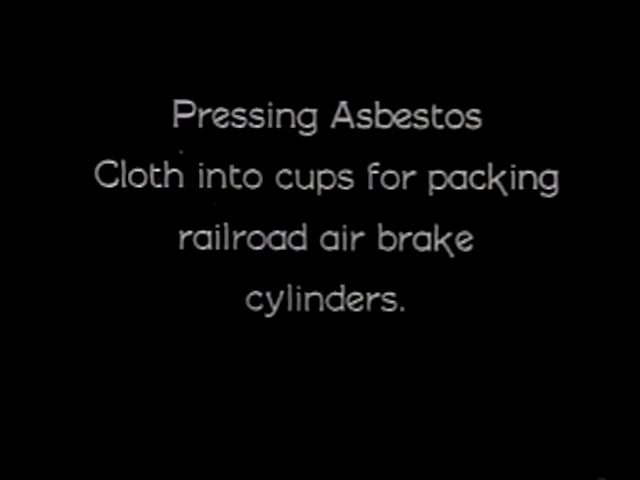 Pressing Asbestos
Cloth into cups for packing
railroad air brake
cylinders.